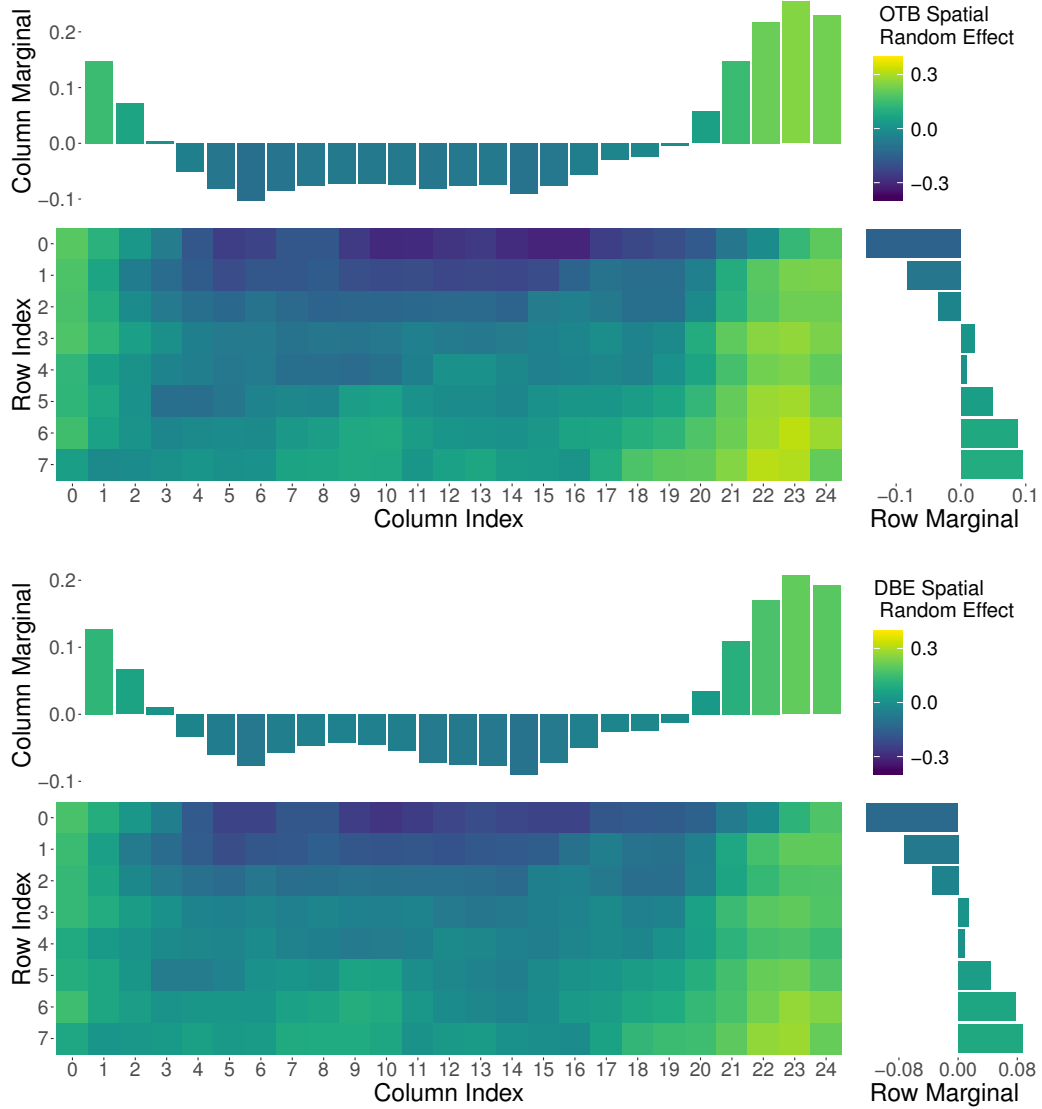 Column Marginal
0.2
0.1
0.0
−0.1
OTB Spatial
Random Effect
0.3
0.0
−0.3
Row Index
0
1
2
3
4
5
6
7
0 1 2 3 4 5 6 7 8 9 10 11 12 13 14 15 16 17 18 19 20 21 22 23 24
Column Index
−0.1 0.0 0.1
Row Marginal
Column Marginal
0.2
0.1
0.0
−0.1
DBE Spatial
Random Effect
0.3
0.0
−0.3
Row Index
0
1
2
3
4
5
6
7
0 1 2 3 4 5 6 7 8 9 10 11 12 13 14 15 16 17 18 19 20 21 22 23 24
Column Index
−0.08 0.00 0.08
Row Marginal